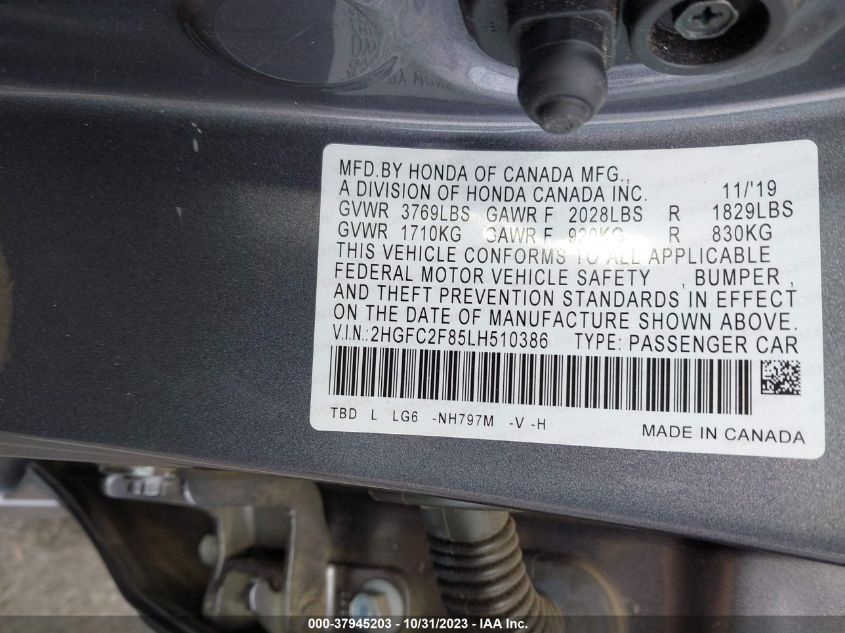 MFD.BY HONDA OF CANADA MFG.,
A DIVISION OF HONDA CANADA INC. 11/'19
GVWR 3769LBS GAWR F 2028LBS R 1829LBS
GVWR 1710KG GAWR F 920KG R 830KG
THIS VEHICLE CONFORMS TO ALL APPLICABLE
FEDERAL MOTOR VEHICLE SAFETY , BUMPER ,
AND THEFT PREVENTION STANDARDS IN EFFECT
ON THE DATE OF MANUFACTURE SHOWN ABOVE.
V.I.N.:2HGFC2F85LH510386 TYPE: PASSENGER CAR
TBD L LG6 -NH797M -V -H
MADE IN CANADA
000-37945203 - 10/31/2023 - IAAI Inc.